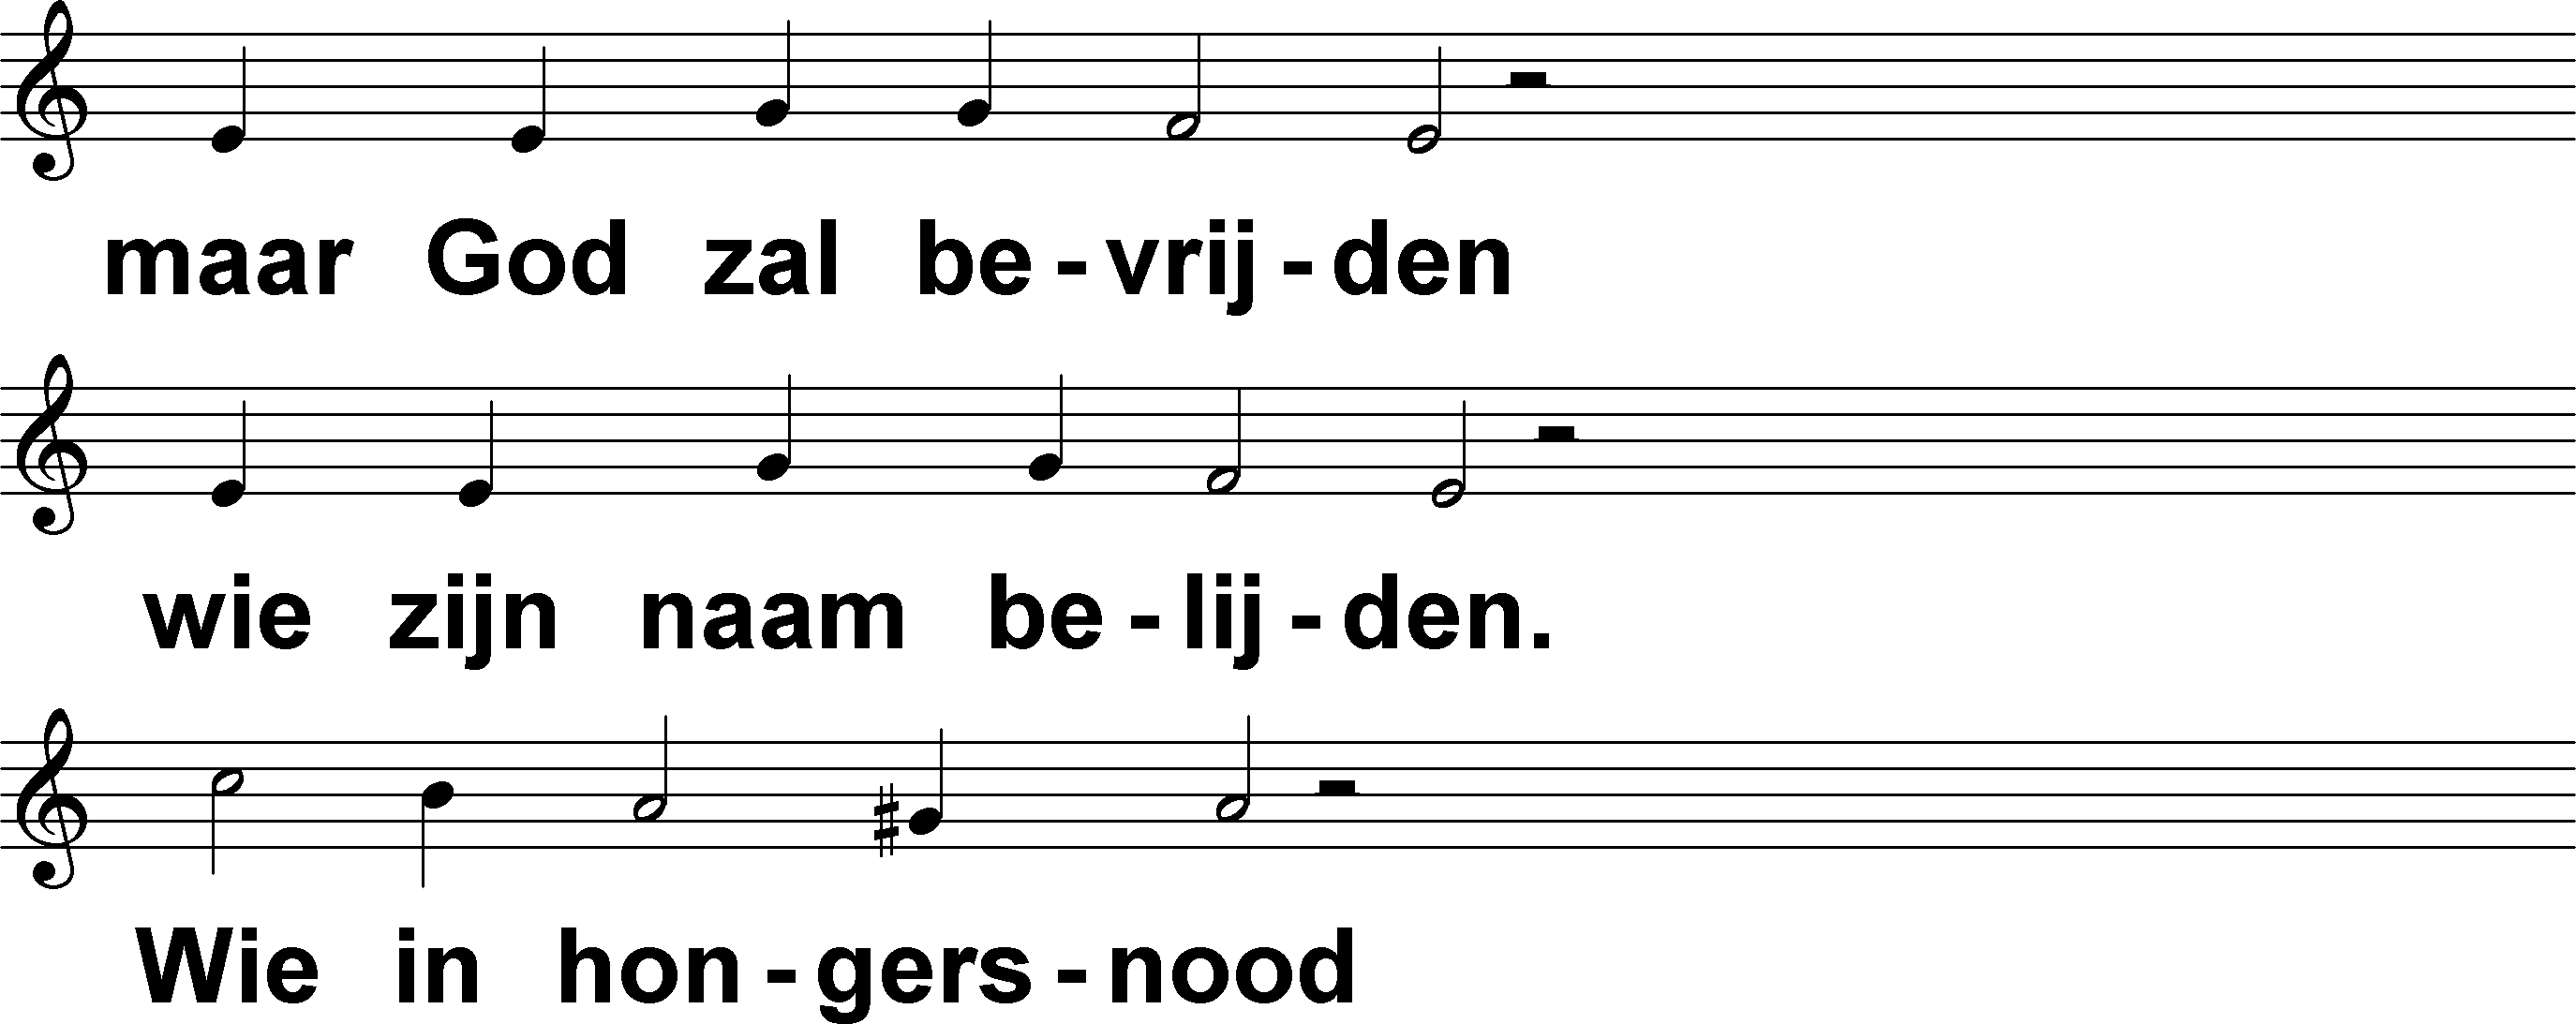 maar God zal be-vrij-den
wie zijn naam be-lij-den.
Wie in hon-gers-nood